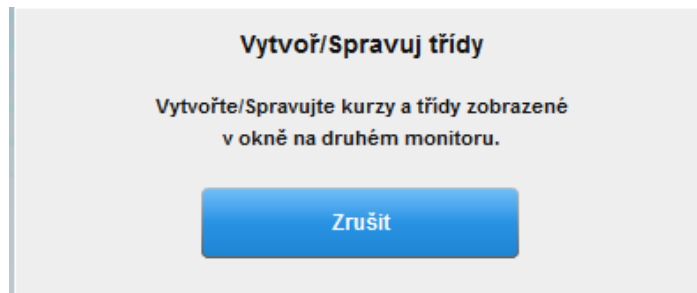 Vytvoř/Spravuj třídy
Vytvořte/Spravujte kurzy a třídy zobrazené
v okně na druhém monitoru.
Zrušit